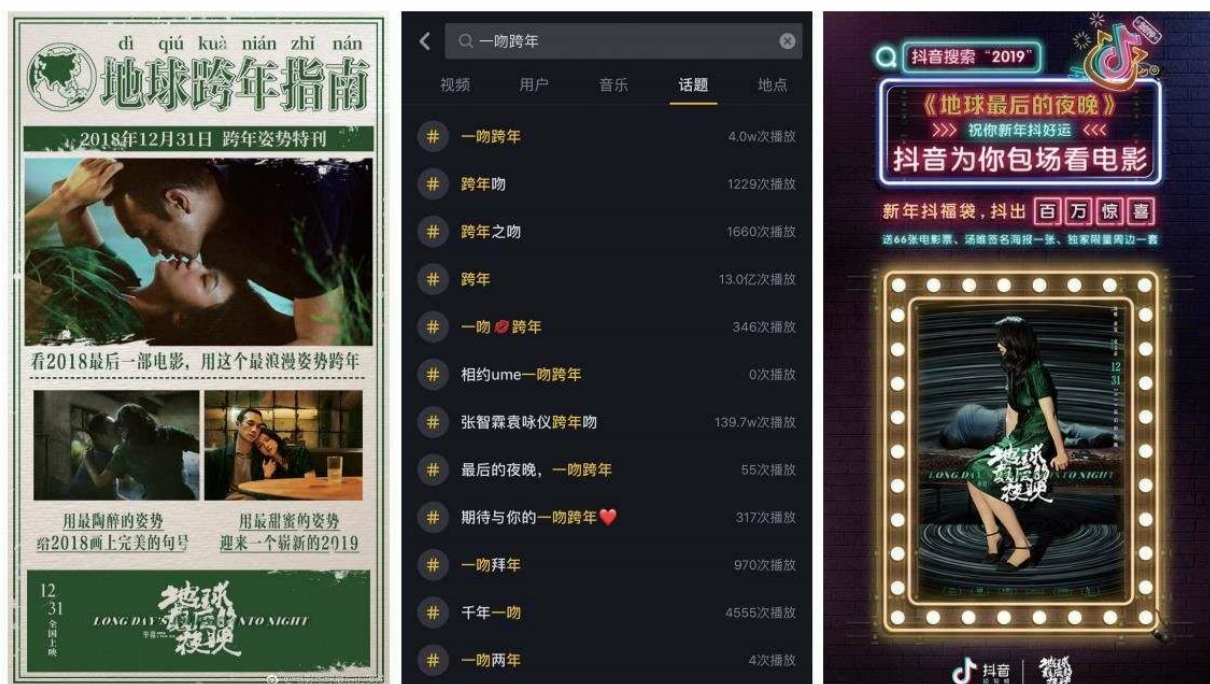 dì qiú kuà nián zhǐ nán
地球跨年指南
2018年12月31日 跨年姿势特刊
看2018最后一部电影，用这个最浪漫姿势跨年
用最陶醉的姿势
给2018画上完美的句号
用最甜蜜的姿势
迎来一个崭新的2019
12
31
全国上映
地球最后的夜晚
LONG DAY'S
NTO NIGHT
一吻跨年
视频 用户 音乐 话题 地点
# 一吻跨年 4.0w次播放
# 跨年吻 1229次播放
# 跨年之吻 1660次播放
# 跨年 13.0亿次播放
# 一吻💋跨年 346次播放
# 相约ume一吻跨年 0次播放
# 张智霖袁咏仪跨年吻 139.7w次播放
# 最后的夜晚，一吻跨年 55次播放
# 期待与你的一吻跨年❤️ 317次播放
# 一吻拜年 970次播放
# 千年一吻 4555次播放
# 一吻两年 4次播放
抖音搜索“2019”
2019
《地球最后的夜晚》
>>> 祝你新年抖好运 <<<
抖音为你包场看电影
新年抖福袋，抖出 百万惊喜
送66张电影票、汤唯签名海报一张、独家限量周边一套
12
31
地球最后的夜晚
LONG DAY'S
NTO NIGHT
抖音
地球